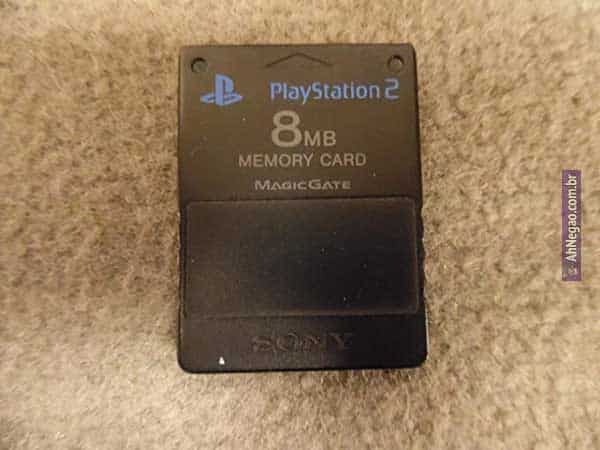 PlayStation 2
8MB
MEMORY CARD
MAGICGATE
SONY
AhNegao.com.br